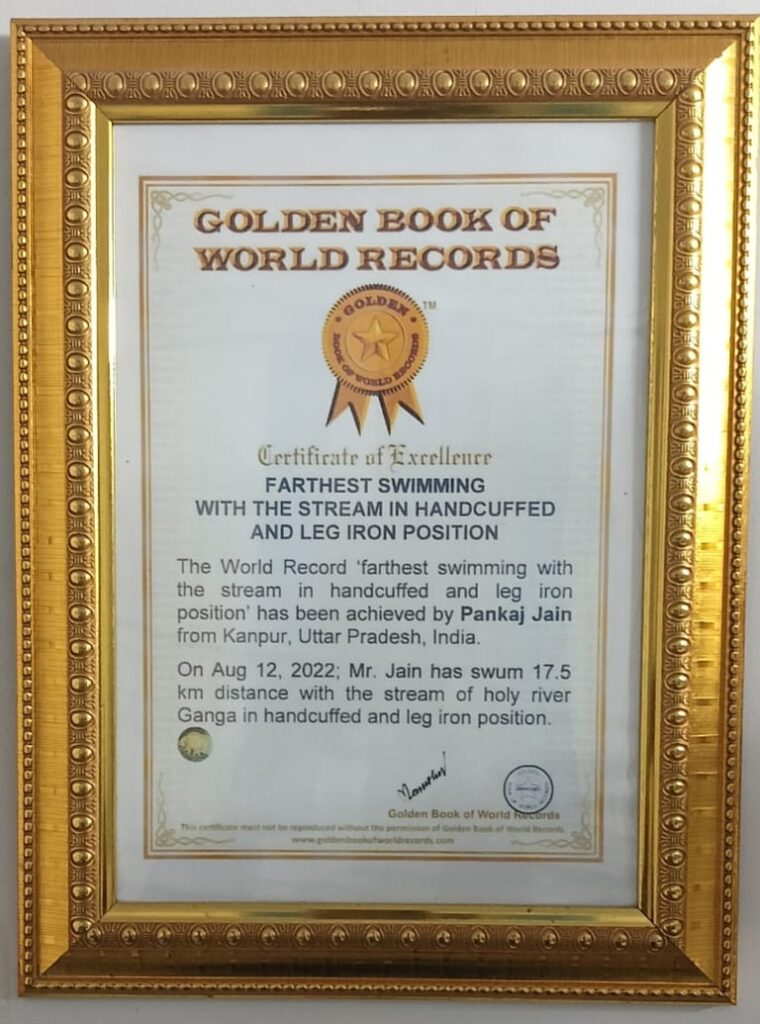 GOLDEN BOOK OF
WORLD RECORDS
GOLDEN
BOOK OF WORLD RECORDS
TM
Certificate of Excellence
FARTHEST SWIMMING
WITH THE STREAM IN HANDCUFFED
AND LEG IRON POSITION
The World Record ‘farthest swimming with
the stream in handcuffed and leg iron
position’ has been achieved by Pankaj Jain
from Kanpur, Uttar Pradesh, India.
On Aug 12, 2022; Mr. Jain has swum 17.5
km distance with the stream of holy river
Ganga in handcuffed and leg iron position.
Golden Book of World Records
This certificate must not be reproduced without the permission of Golden Book of World Records
www.goldenbookofworldrecords.com